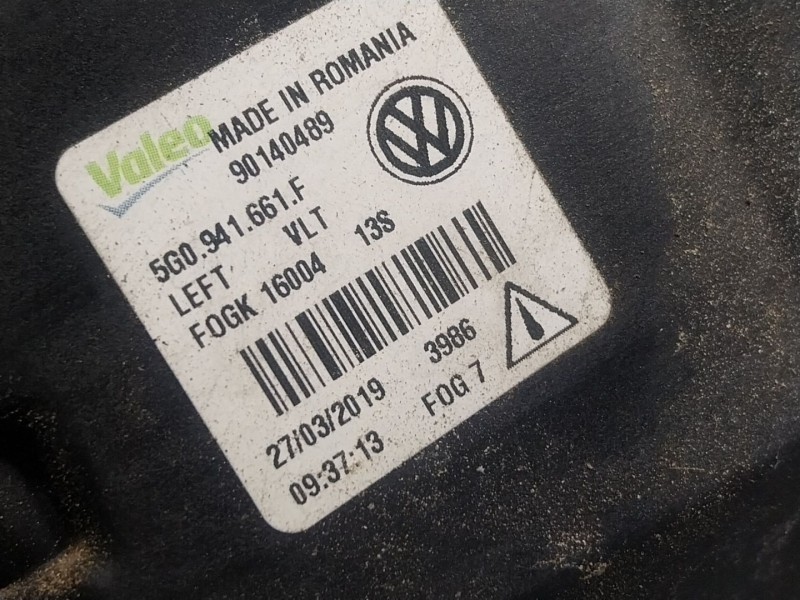 Valeo MADE IN ROMANIA
90140489
5G0.941.661.F
LEFT VLT
FOGK 16004 13S
27/03/2019 3986
09:37:13 FOG 7